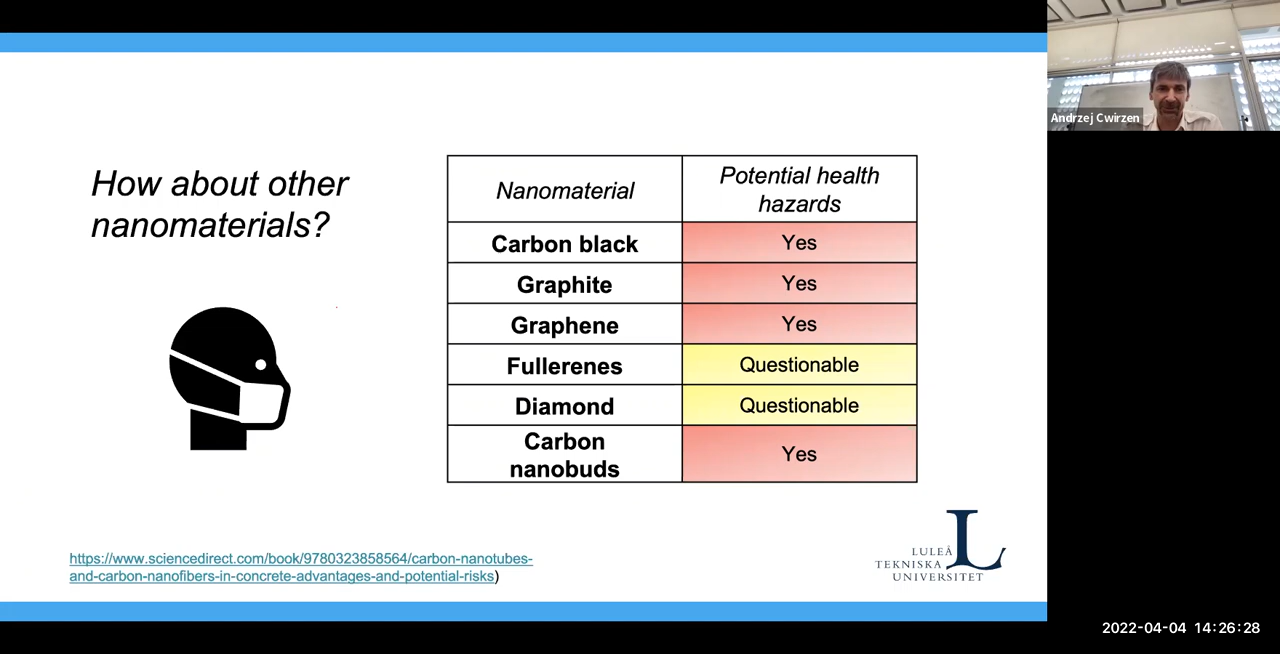 Andrzej Cwirzen
How about other
nanomaterials?
Nanomaterial
Potential health
hazards
Carbon black
Yes
Graphite
Yes
Graphene
Yes
Fullerenes
Questionable
Diamond
Questionable
Carbon
nanobuds
Yes
https://www.sciencedirect.com/book/9780323858564/carbon-nanotubes-
and-carbon-nanofibers-in-concrete-advantages-and-potential-risks)
L
LULEÅ
TEKNISKA
UNIVERSITET
2022-04-04 14:26:28